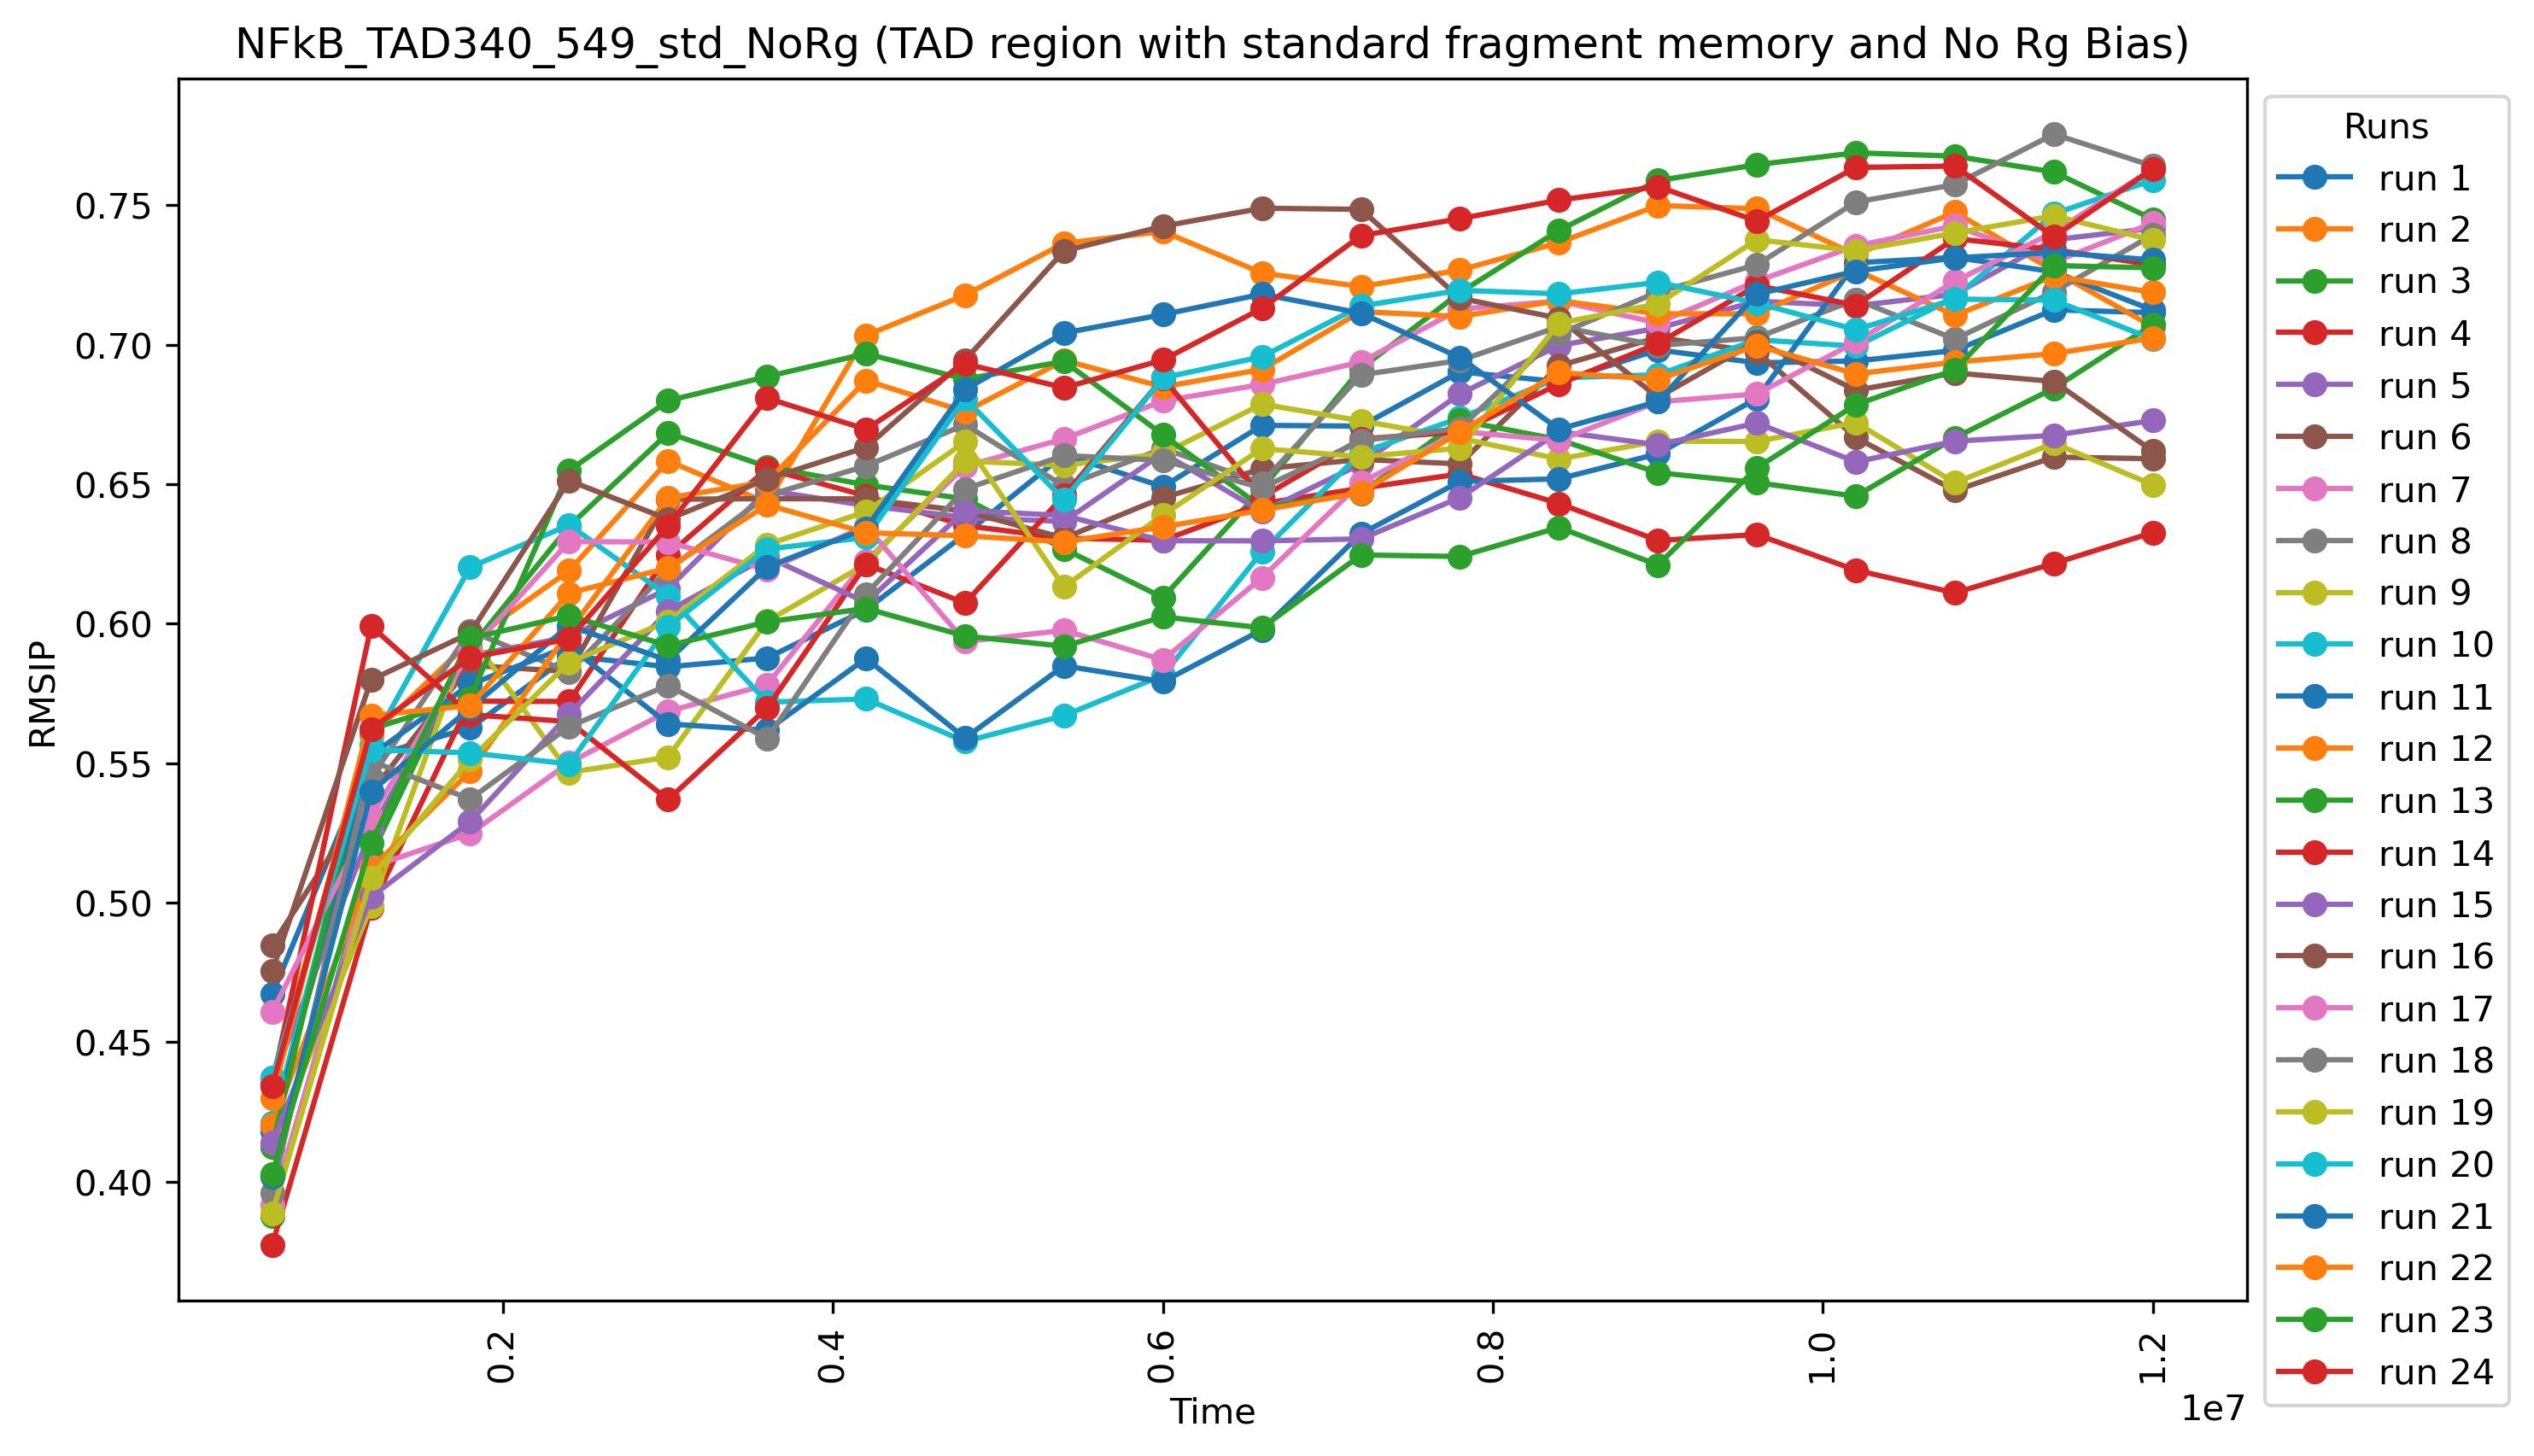 NFkB_TAD340_549_std_NoRg (TAD region with standard fragment memory and No Rg Bias)
RMSIP
0.75
0.70
0.65
0.60
0.55
0.50
0.45
0.40
0.2
0.4
0.6
0.8
1.0
1.2
1e7
Time
Runs
run 1
run 2
run 3
run 4
run 5
run 6
run 7
run 8
run 9
run 10
run 11
run 12
run 13
run 14
run 15
run 16
run 17
run 18
run 19
run 20
run 21
run 22
run 23
run 24